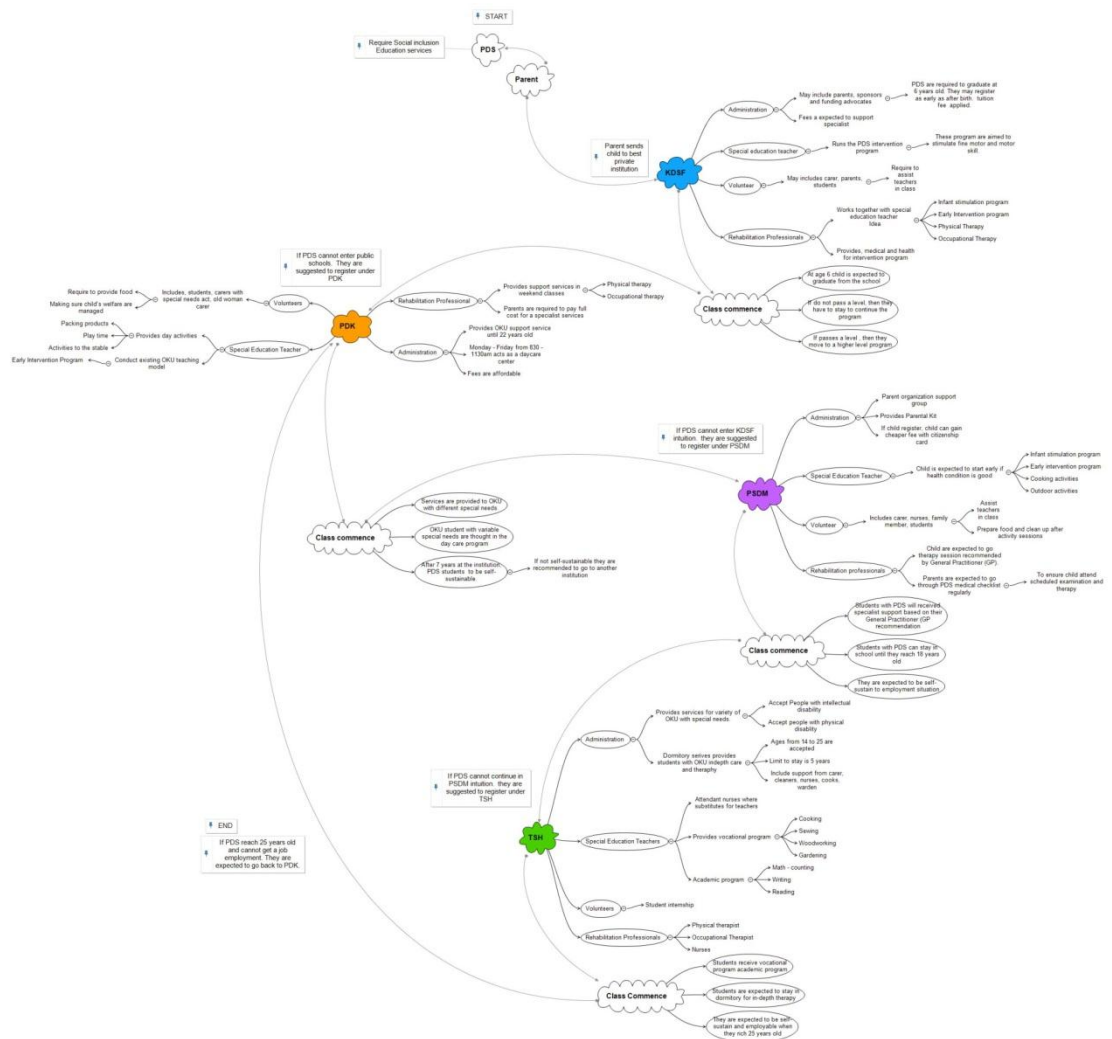 START
Require Social inclusion
Education services
PDS
Parent
Parent sends
child to best
private
institution
KDSF
Administration
May include parents, sponsors
and funding advocates
PDS are required to graduate at
6 years old. They may register
as early as after birth. tuition
fee applied.
Fees a expected to support
specialist
Special education teacher
Runs the PDS intervention
program
These program are aimed to
stimulate fine motor and motor
skill.
Volunteer
May includes carer, parents,
students
Require to
assist
teachers
in class
Rehabilitation Professionals
Works together with special
education teacher
Idea
Infant stimulation program
Early Intervention program
Physical Therapy
Occupational Therapy
Provides, medical and health
for intervention program
Class commence
At age 6 child is expected to
graduate from the school
If do not pass a level, then they
have to stay to continue the
program
If passes a level , then they
move to a higher level program
If PDS cannot enter public
schools. They are
suggested to register under
PDK
PDK
Volunteers
Includes, students, carers with
special needs act, old woman
carer
Require to provide food
Making sure child's welfare are
managed
Special Education Teacher
Provides day activities
Packing products
Play time
Activities to the stable
Conduct existing OKU teaching
model
Early Intervention Program
Rehabilitation Professional
Provides support services in
weekend classes
Physical therapy
Occupational therapy
Parents are required to pay full
cost for a specialist services
Administration
Provides OKU support service
until 22 years old
Monday - Friday from 830 -
1130am acts as a daycare
center
Fees are affordable
Class commence
Services are provided to OKU
with different special needs
OKU student with variable
special needs are thought in the
day care program
After 7 years at the institution
PDS students to be self-
sustainable
If not self-sustainable they are
recommended to go to another
institution
If PDS cannot enter KDSF
intuition. they are suggested
to register under PSDM
PSDM
Administration
Parent organization support
group
Provides Parental Kit
If child register, child can gain
cheaper fee with citizenship
card
Special Education Teacher
Child is expected to start early if
health condition is good
Infant stimulation program
Early intervention program
Cooking activities
Outdoor activities
Volunteer
Includes carer, nurses, family
member, students
Assist
teachers
in class
Prepare food and clean up after
activity sessions
Rehabilitation professionals
Child are expected to go
therapy session recommended
by General Practitioner (GP).
Parents are expected to go
through PDS medical checklist
regularly
To ensure child attend
scheduled examination and
therapy
Class commence
Students with PDS will received
specialist support based on their
General Practitioner (GP
recommendation
Students with PDS can stay in
school until they reach 18 years
old
They are expected to be self-
sustain to employment situation
If PDS cannot continue in
PSDM intuition. they are
suggested to register under
TSH
TSH
Administration
Provides services for variety of
OKU with special needs.
Accept People with intellectual
disability
Accept people with physical
disability
Dormitory serives provides
students with OKU indepth care
and theraphy
Ages from 14 to 25 are
accepted
Limit to stay is 5 years
Include support from carer,
cleaners, nurses, cooks,
warden
Special Education Teachers
Attendant nurses where
substitutes for teachers
Provides vocational program
Cooking
Sewing
Woodworking
Gardening
Academic program
Math - counting
Writing
Reading
Volunteers
Student internship
Rehabilitation Professionals
Physical therapist
Occupational Therapist
Nurses
Class Commence
Students receive vocational
program academic program
Students are expected to stay in
dormitory for in-depth therapy
They are expected to be self-
sustain and employable when
they rich 25 years old
END
If PDS reach 25 years old
and cannot get a job
employment. They are
expected to go back to PDK.